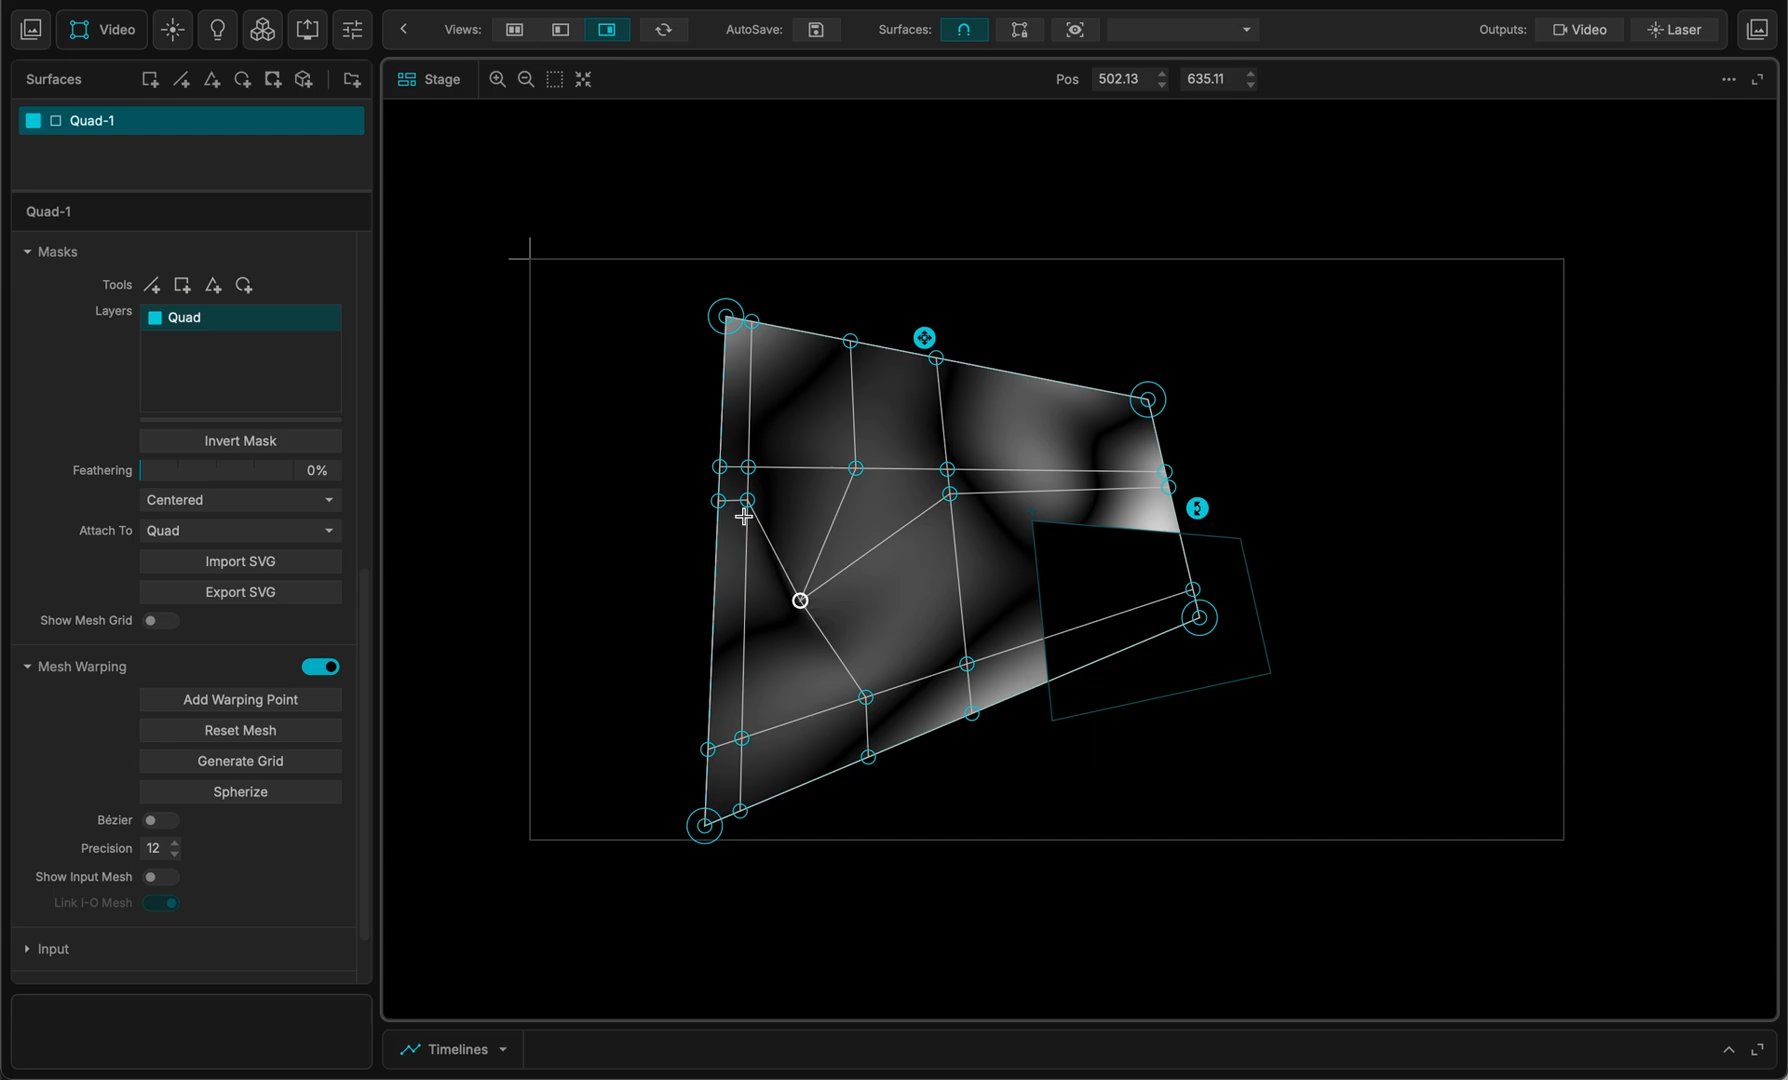 Video
Views:
AutoSave:
Surfaces:
Outputs:
Video
Laser
Surfaces
Stage
Pos
502.13
635.11
Quad-1
Quad-1
Masks
Tools
Layers
Quad
Invert Mask
Feathering
0%
Centered
Attach To
Quad
Import SVG
Export SVG
Show Mesh Grid
Mesh Warping
Add Warping Point
Reset Mesh
Generate Grid
Spherize
Bézier
Precision
12
Show Input Mesh
Link I-O Mesh
Input
Timelines